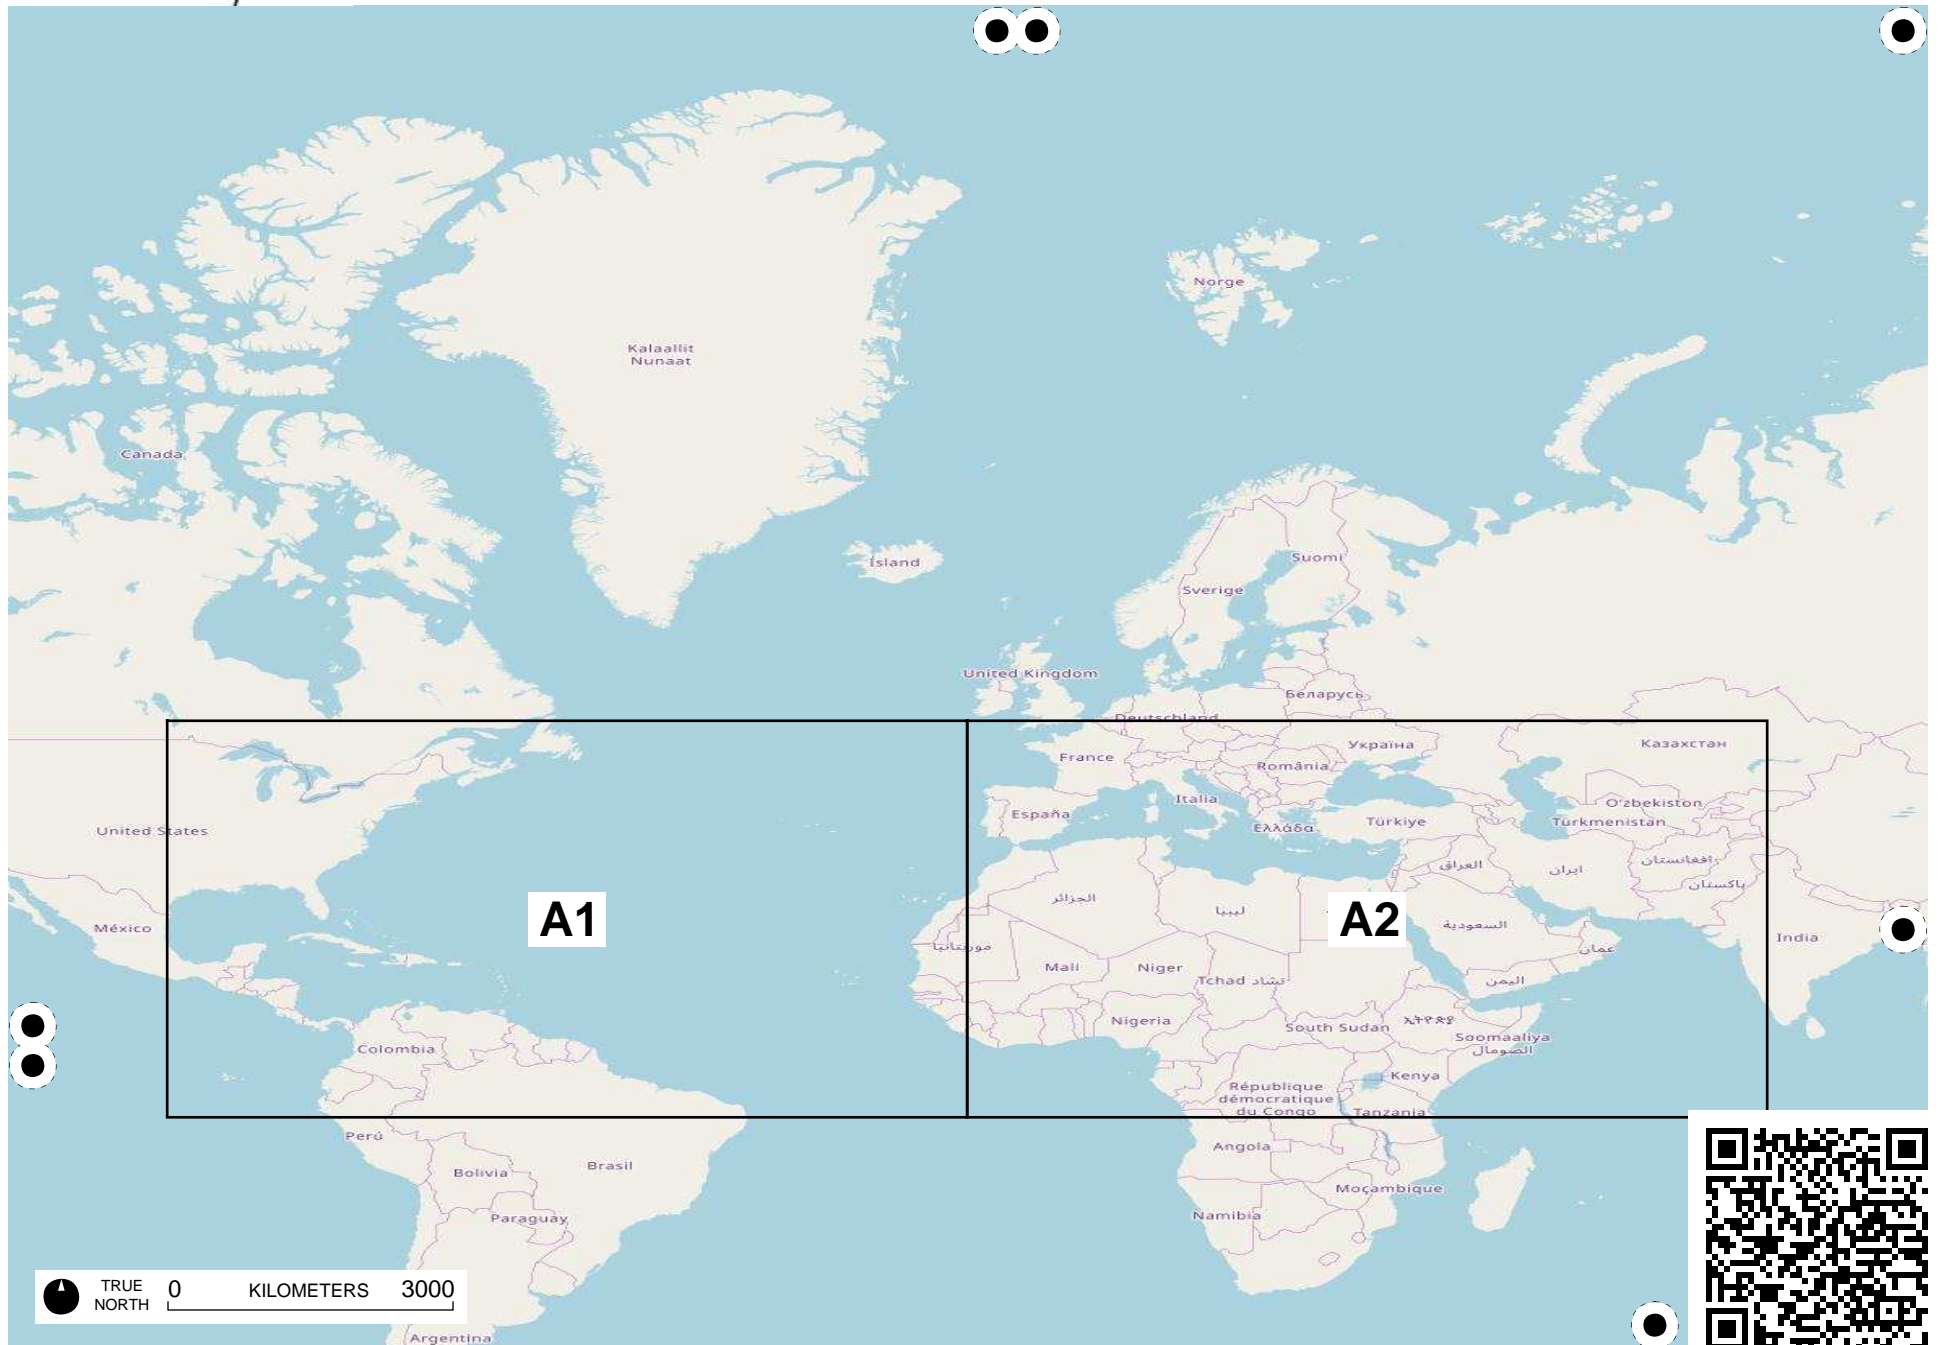 Norge
Kalaallit
Nunaat
Canada
Ísland
Suomi
Sverige
United Kingdom
Беларусь
Deutschland
Україна
Казахстан
France
România
Italia
O'zbekiston
España
Ελλάδα
Türkiye
Türkmenistan
United States
العراق
ایران
افغانستان
پاکستان
الجزائر
ليبيا
A1
A2
السعودية
México
موريتانيا
عمان
India
Mali
Niger
Tchad تشاد
اليمن
Nigeria
South Sudan
ኢትዮጵያ
Soomaaliya
الصومال
Colombia
Kenya
République
démocratique
du Congo
Tanzania
Perú
Angola
Bolivia
Brasil
Moçambique
Paraguay
Namibia
TRUE
NORTH
0 KILOMETERS 3000
Argentina